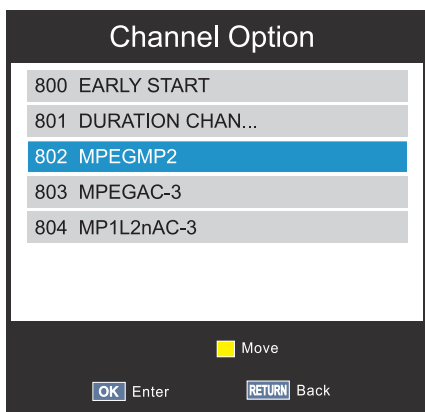 Channel Option
800 EARLY START
801 DURATION CHAN...
802 MPEGMP2
803 MPEGAC-3
804 MP1L2nAC-3
Move
OK Enter RETURN Back